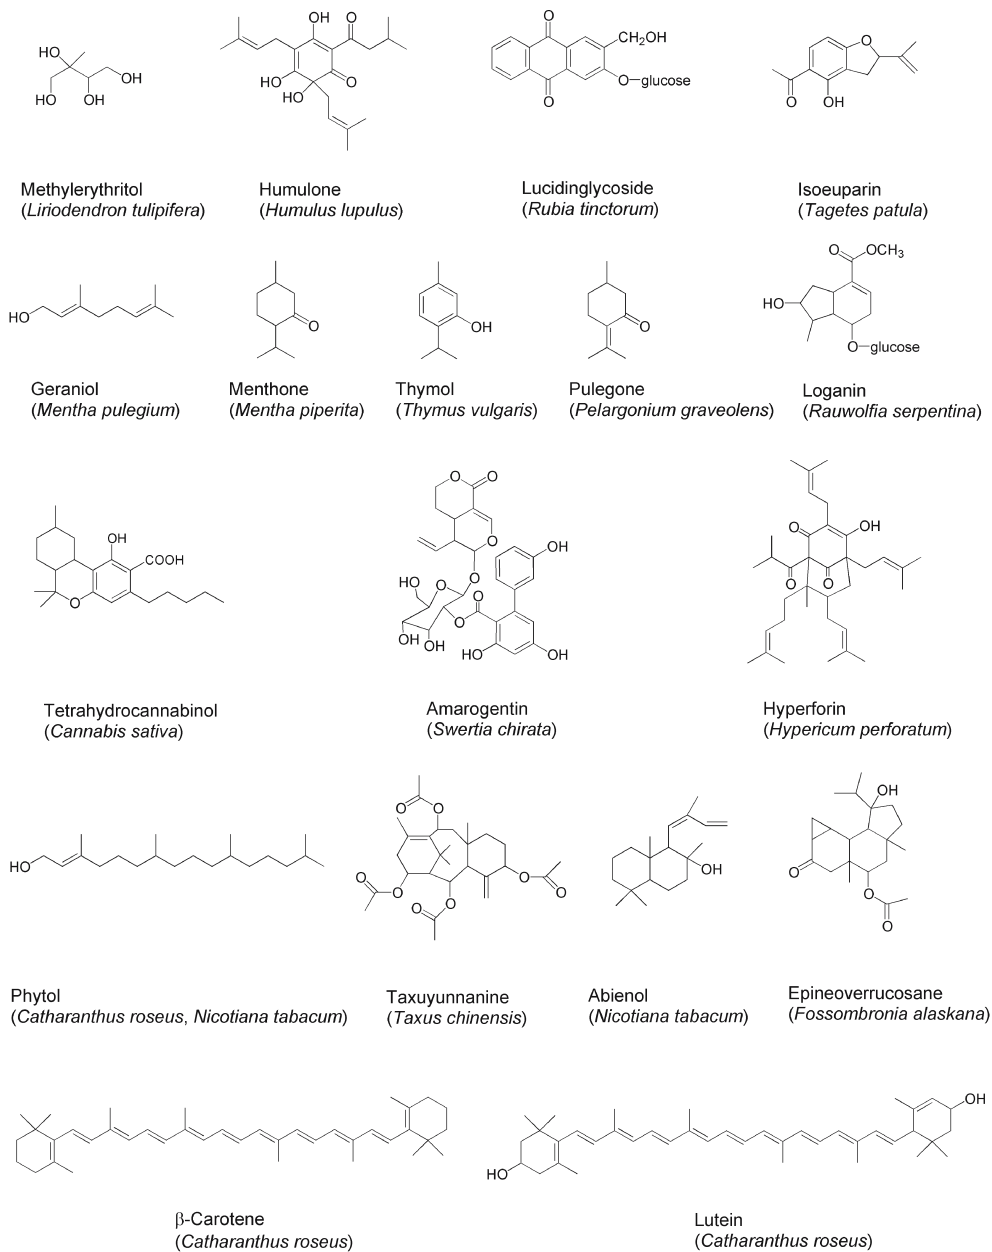 HO
OH
HO
OH
OH
O
HO
O
HO
O
CH2OH
O
O–glucose
O
O
O
OH
Methylerythritol
(Liriodendron tulipifera)
Humulone
(Humulus lupulus)
Lucidinglycoside
(Rubia tinctorum)
Isoeuparin
(Tagetes patula)
HO
O
OH
O
O
OCH3
HO
O–glucose
Geraniol
(Mentha pulegium)
Menthone
(Mentha piperita)
Thymol
(Thymus vulgaris)
Pulegone
(Pelargonium graveolens)
Loganin
(Rauwolfia serpentina)
OH
COOH
O
O
O
O
OH
O
HO
O
O
O
OH
OH
HO
OH
O
OH
O
O
Tetrahydrocannabinol
(Cannabis sativa)
Amarogentin
(Swertia chirata)
Hyperforin
(Hypericum perforatum)
HO
O
O
O
O
O
O
O
O
OH
OH
O
O
O
Phytol
(Catharanthus roseus, Nicotiana tabacum)
Taxuyunnanine
(Taxus chinensis)
Abienol
(Nicotiana tabacum)
Epineoverrucosane
(Fossombronia alaskana)
OH
HO
β-Carotene
(Catharanthus roseus)
Lutein
(Catharanthus roseus)